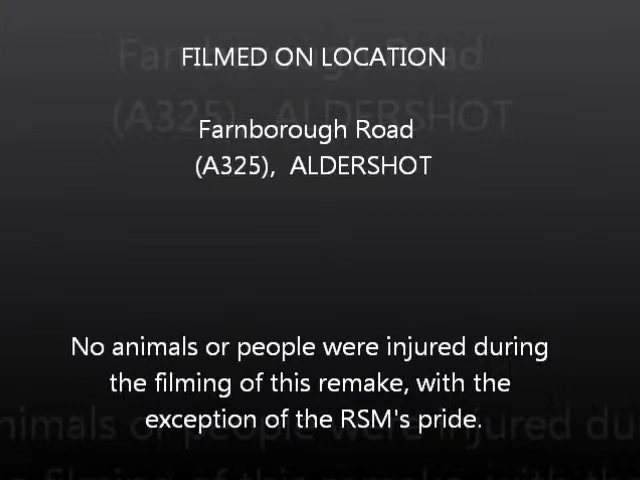 FILMED ON LOCATION
Farnborough Road
(A325), ALDERSHOT
No animals or people were injured during
the filming of this remake, with the
exception of the RSM's pride.